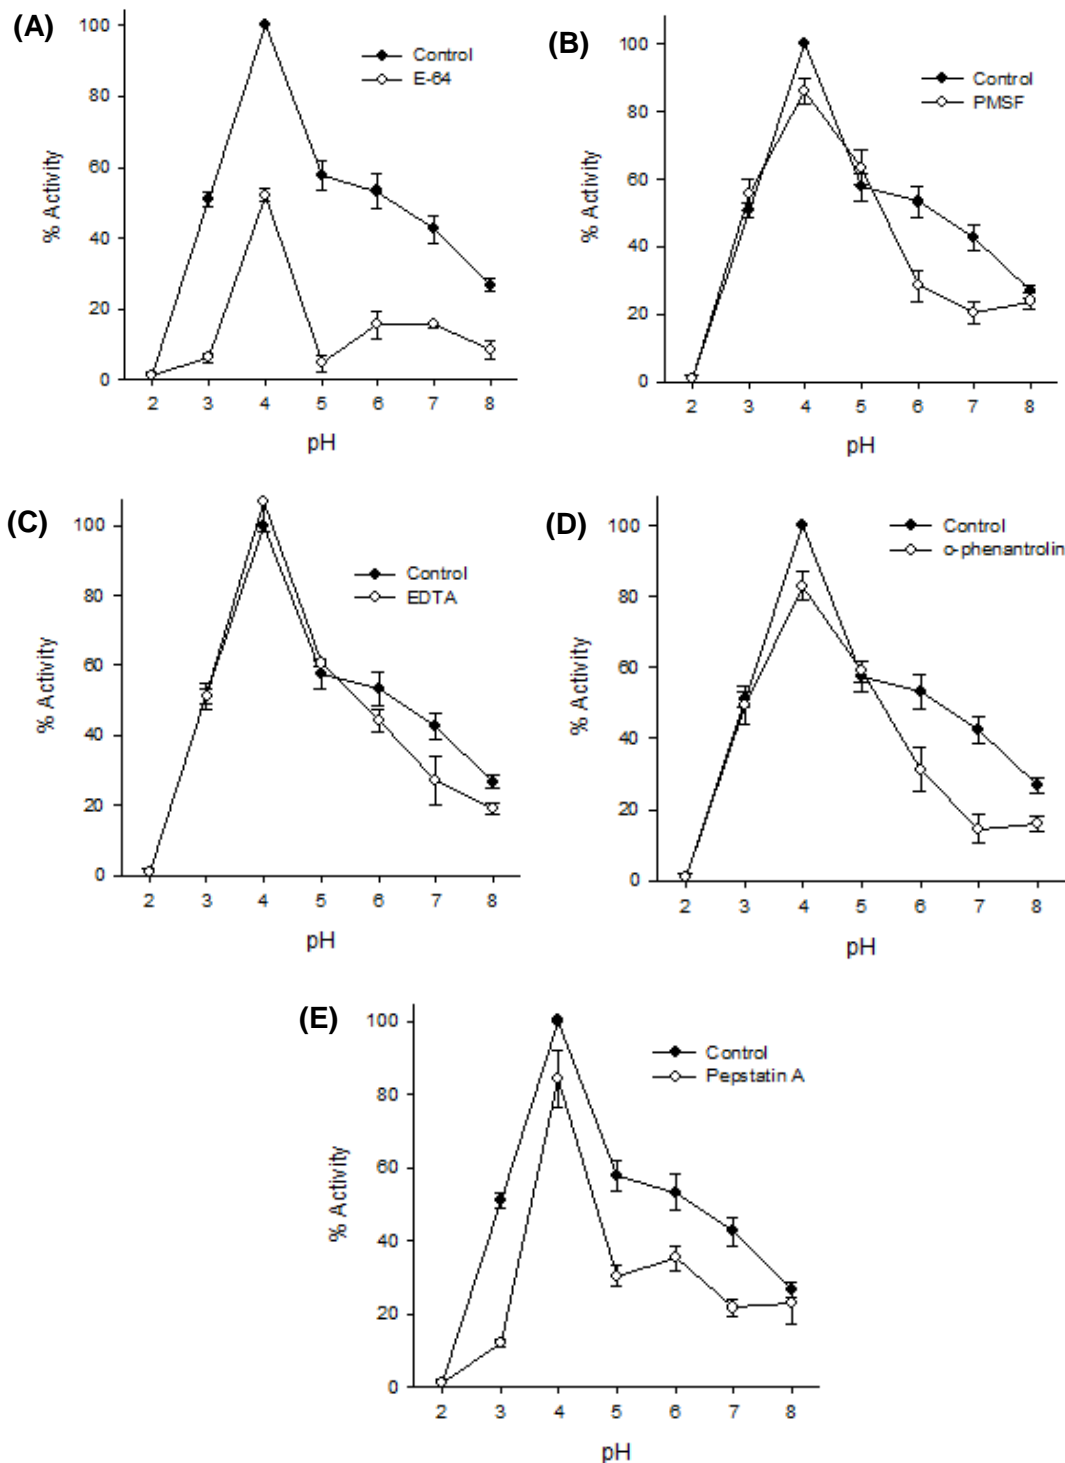 (A)
100
80
60
40
20
0
% Activity
Control
E-64
2 3 4 5 6 7 8
pH
(B)
100
80
60
40
20
0
% Activity
Control
PMSF
2 3 4 5 6 7 8
pH
(C)
100
80
60
40
20
0
% Activity
Control
EDTA
2 3 4 5 6 7 8
pH
(D)
100
80
60
40
20
0
% Activity
Control
o-phenantrolin
2 3 4 5 6 7 8
pH
(E)
100
80
60
40
20
0
% Activity
Control
Pepstatin A
2 3 4 5 6 7 8
pH